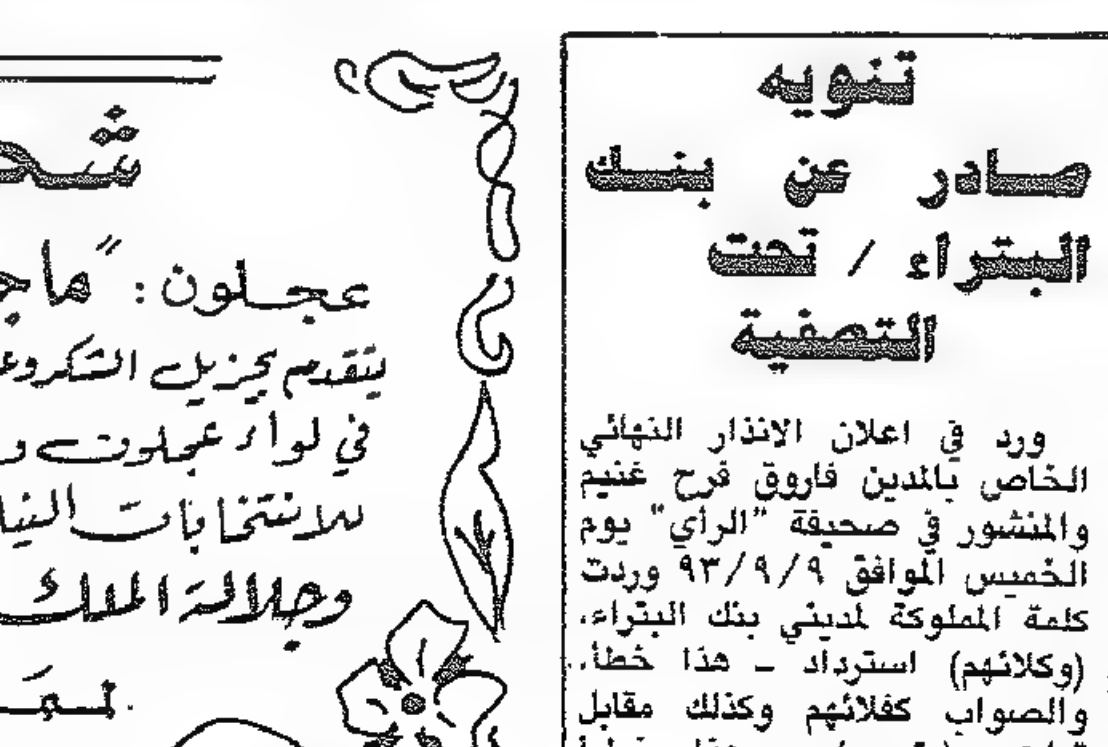 تنويه
صادر عن بنك
البتراء / تحت
التصفية
ورد في اعلان الانذار النهائي
الخاص بالمدين فاروق فرح غنيم
والمنشور في صحيفة "الرأي" يوم
الخميس الموافق ٩٣/٩/٩ وردت
كلمة المملوكة لمديني بنك البتراء،
(وكلائهم) استرداد ـ هذا خطأ،
والصواب كفلائهم وكذلك مقابل
عجلون : "هاج
يتقدم بجزيل الشكر وع
في لواء عجلون و
للانتخابات النيا
وجلالة الملك